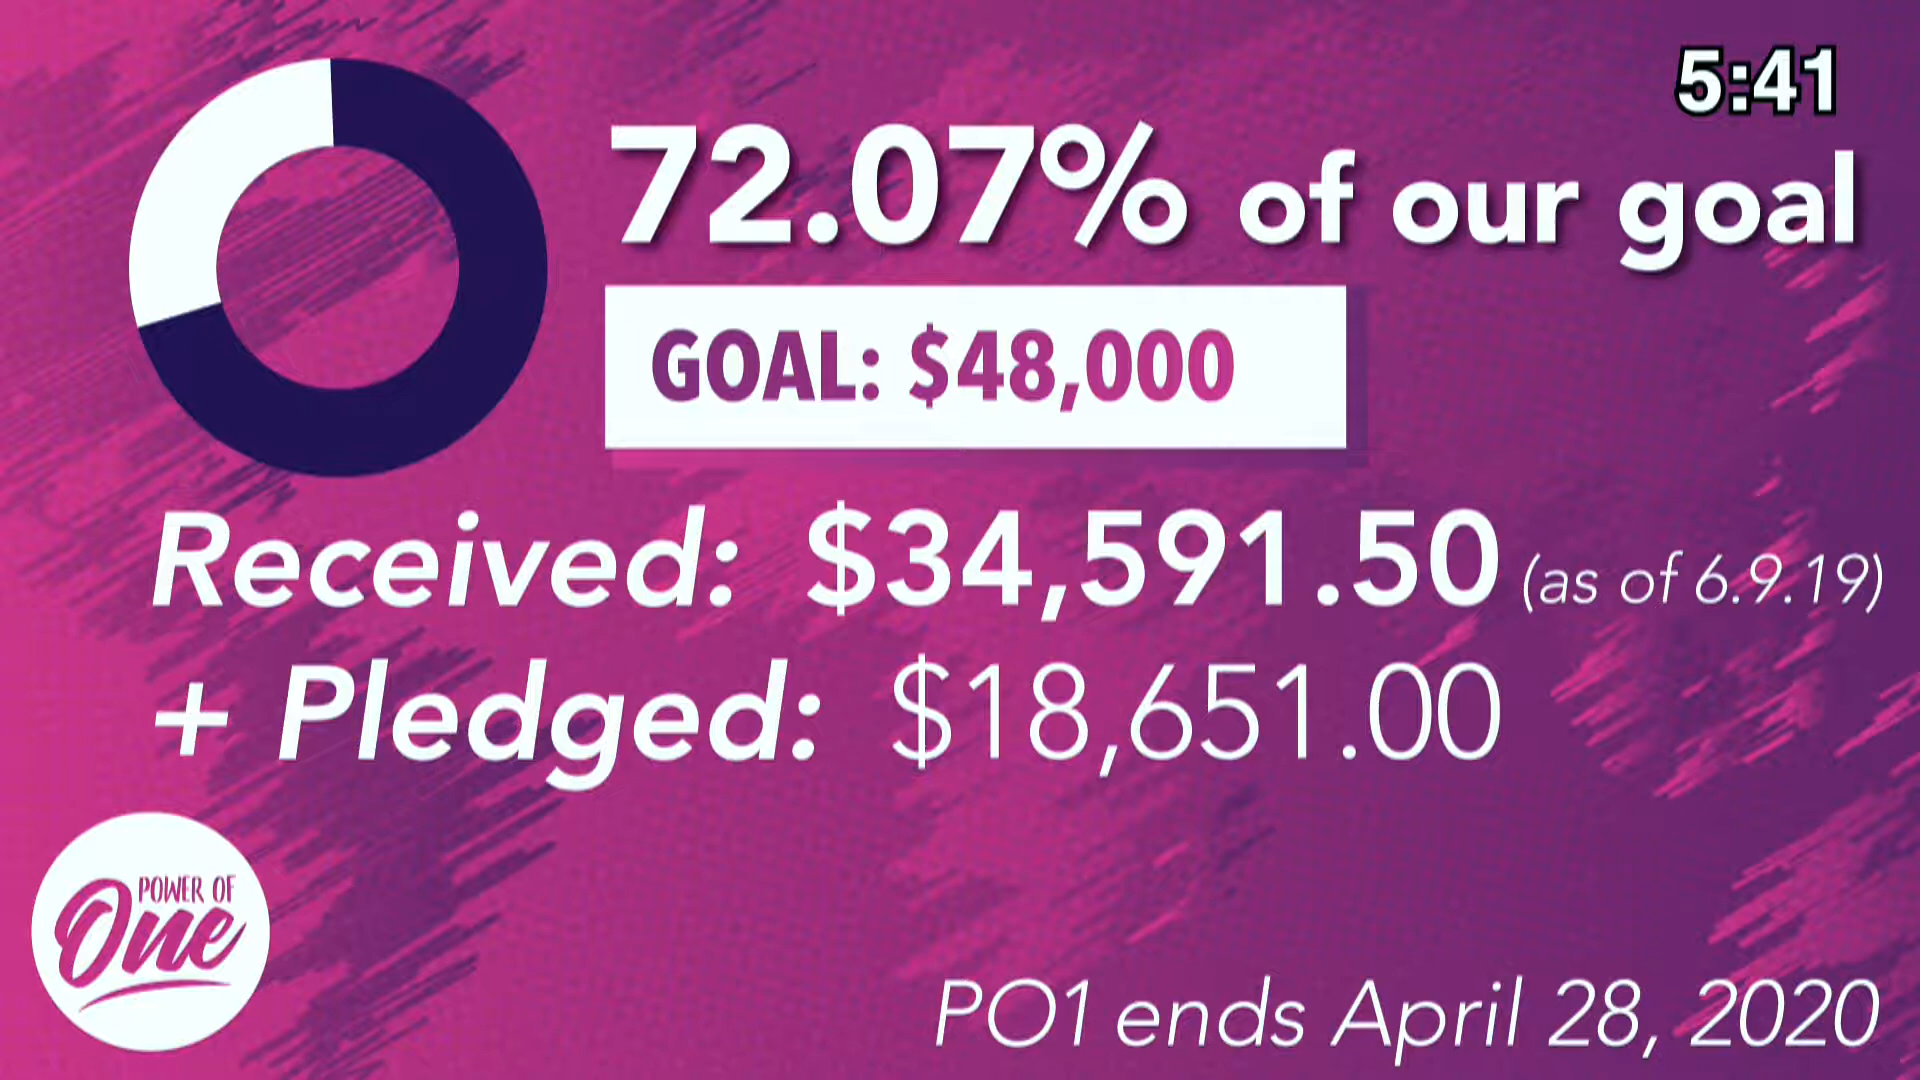 5:41
72.07% of our goal
GOAL: $48,000
Received: $34,591.50 (as of 6.9.19)
+ Pledged: $18,651.00
POWER OF
One
PO1 ends April 28, 2020